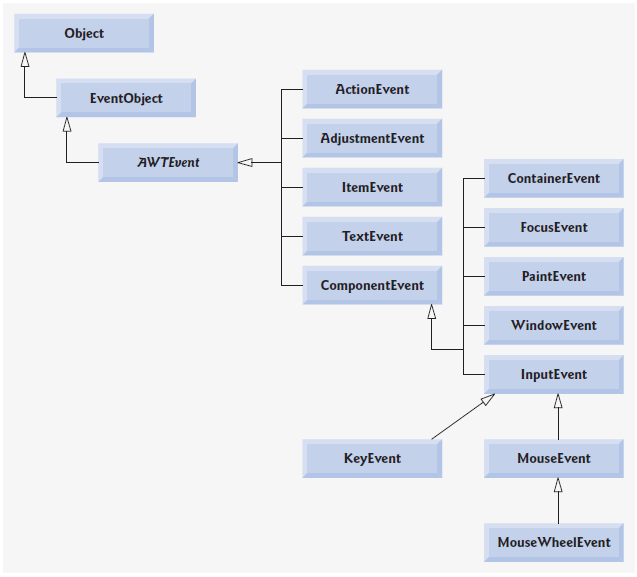 Object
EventObject
AWTEvent
ActionEvent
AdjustmentEvent
ItemEvent
TextEvent
ComponentEvent
ContainerEvent
FocusEvent
PaintEvent
WindowEvent
InputEvent
KeyEvent
MouseEvent
MouseWheelEvent